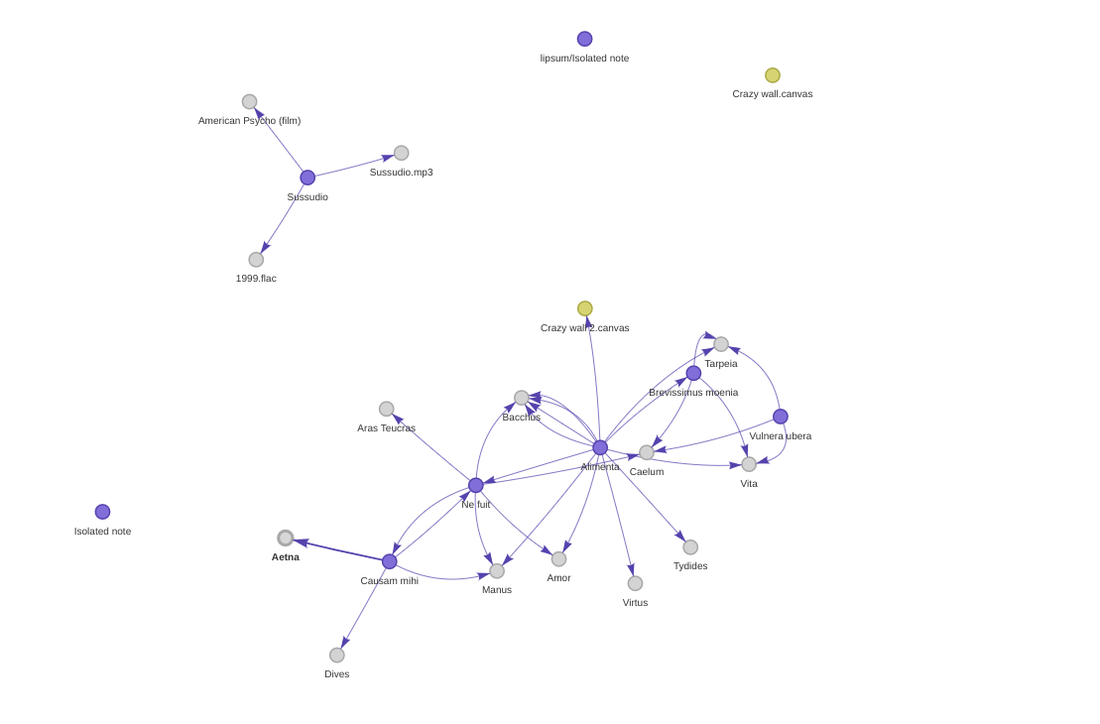 lipsum/Isolated note
Crazy wall.canvas
American Psycho (film)
Sussudio.mp3
Sussudio
1999.flac
Crazy wall 2.canvas
Tarpeia
Brevissimus moenia
Bacchus
Aras Teucras
Vulnera ubera
Alimenta
Caelum
Vita
Ne fuit
Isolated note
Aetna
Causam mihi
Manus
Amor
Tydides
Virtus
Dives